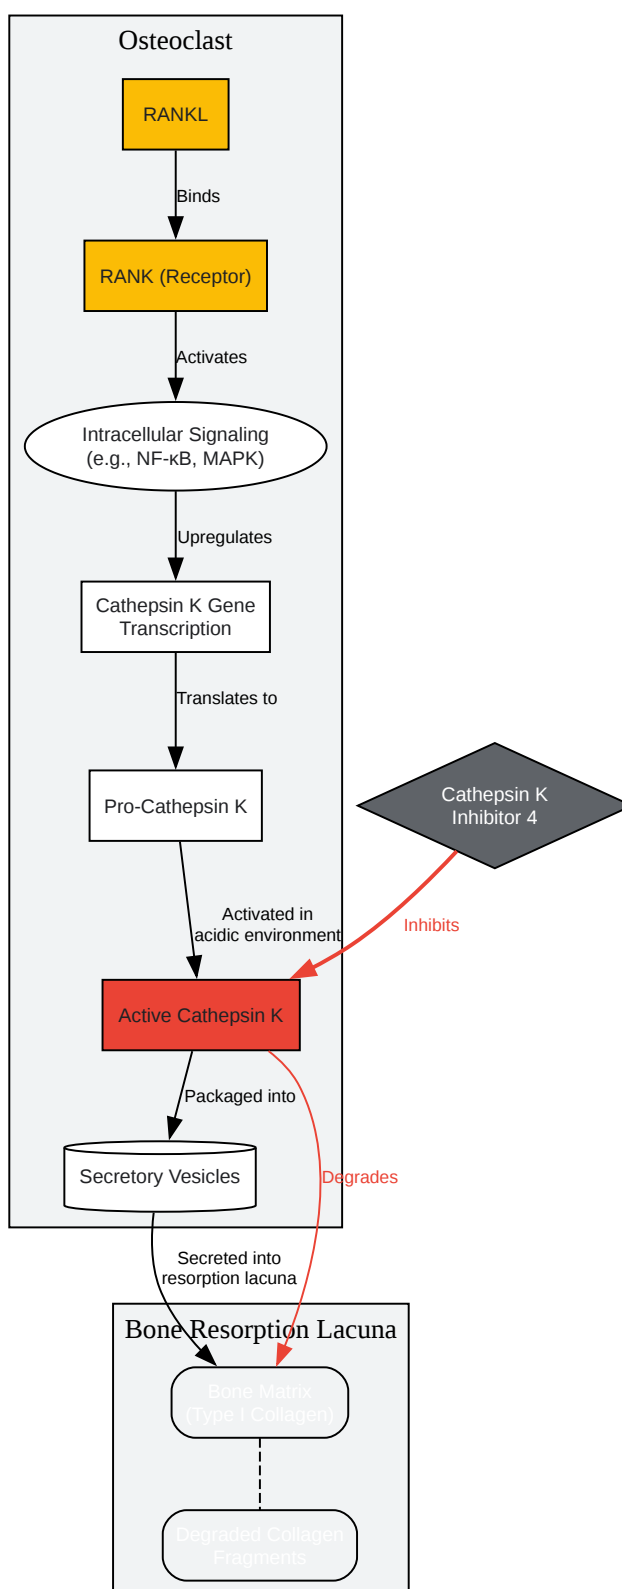 Osteoclast
RANKL
Binds
RANK (Receptor)
Activates
Intracellular Signaling
(e.g., NF-κB, MAPK)
Upregulates
Cathepsin K Gene
Transcription
Translates to
Pro-Cathepsin K
Cathepsin K
Inhibitor 4
Activated in
acidic environment
Inhibits
Active Cathepsin K
Packaged into
Secretory Vesicles
Degrades
Secreted into
resorption lacuna
Bone Resorption Lacuna
Bone Matrix
(Type I Collagen)
Degraded Collagen
Fragments